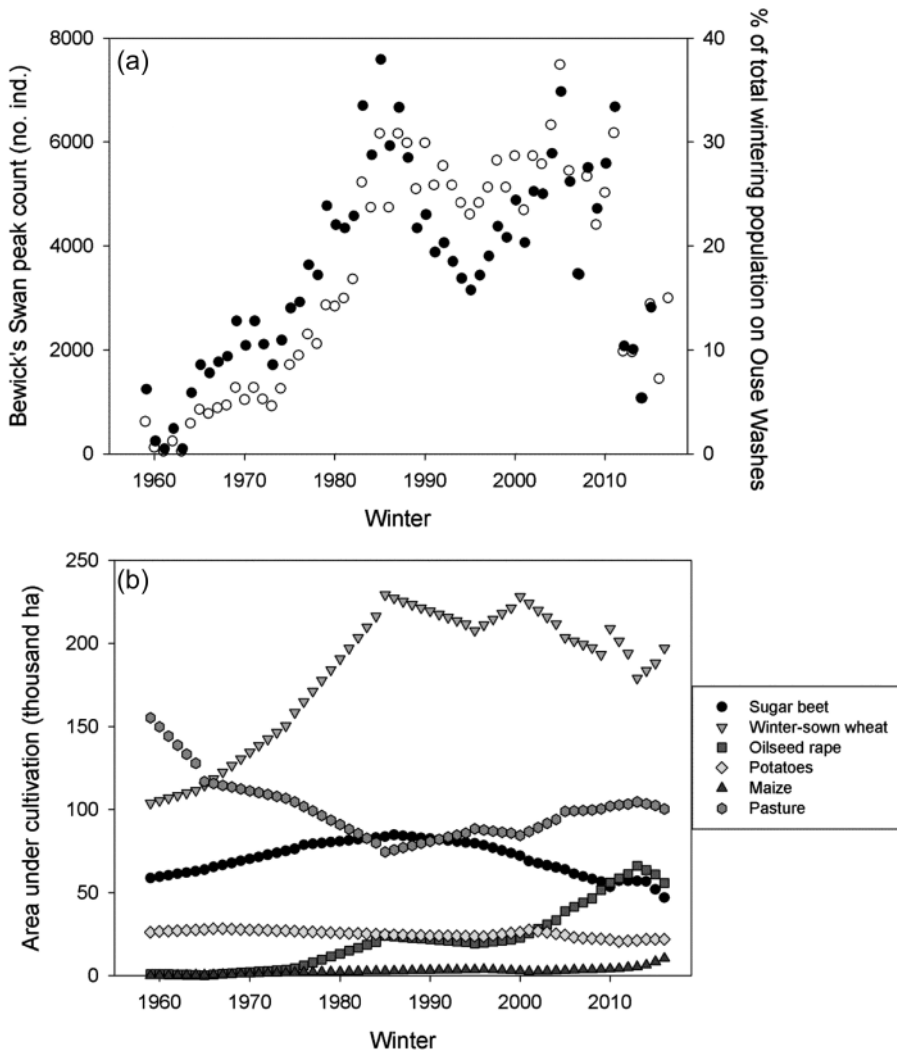 (a)
Bewick's Swan peak count (no. ind.)
8000
6000
4000
2000
0
% of total wintering population on Ouse Washes
40
30
20
10
0
1960 1970 1980 1990 2000 2010
Winter
(b)
Area under cultivation (thousand ha)
250
200
150
100
50
0
1960 1970 1980 1990 2000 2010
Winter
Sugar beet
Winter-sown wheat
Oilseed rape
Potatoes
Maize
Pasture